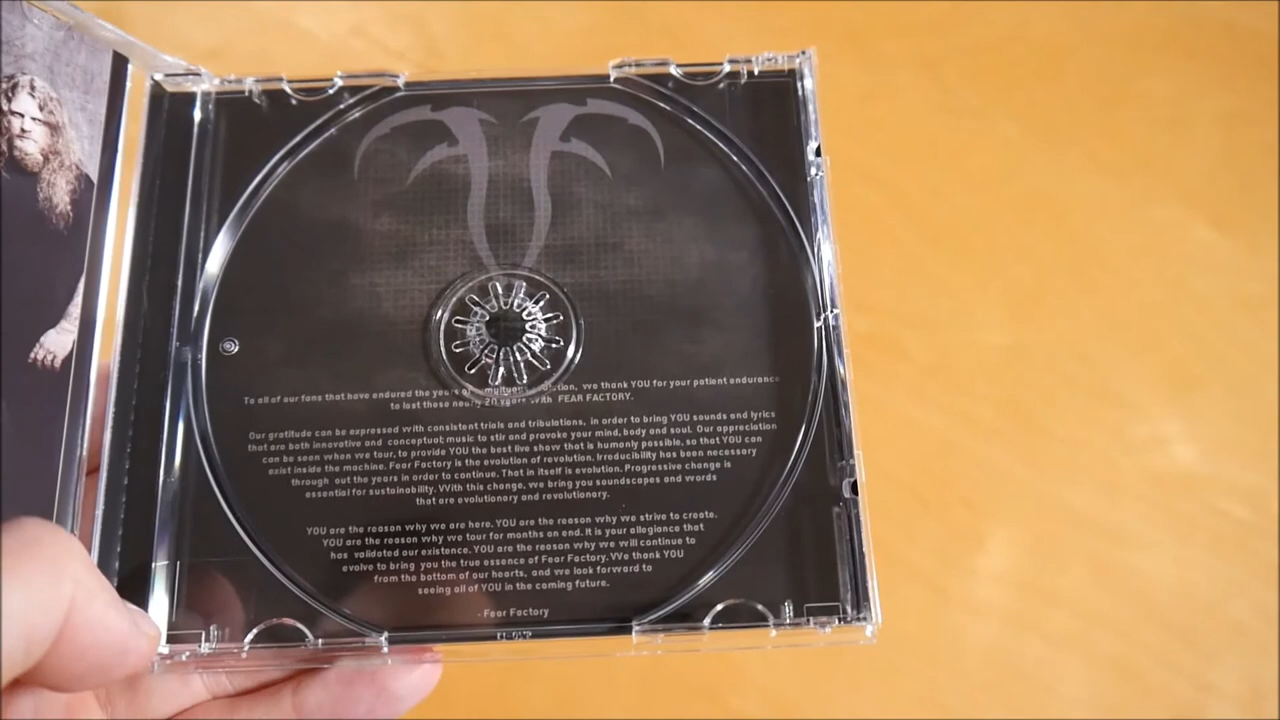 To all of our fans that have endured the years of tumultuous evolution, we thank YOU for your patient endurance
to last those nearly 20 years with FEAR FACTORY.
Our gratitude can be expressed with consistent trials and tribulations, in order to bring YOU sounds and lyrics
that are both innovative and conceptual; music to stir and provoke your mind, body and soul. Our appreciation
can be seen when we tour, to provide YOU the best live show that is humanly possible, so that YOU can
exist inside the machine. Fear Factory is the evolution of revolution. Irreducibility has been necessary
through out the years in order to continue. That in itself is evolution. Progressive change is
essential for sustainability. With this change, we bring you soundscapes and words
that are evolutionary and revolutionary.
YOU are the reason why we are here. YOU are the reason why we strive to create.
YOU are the reason why we tour for months on end. It is your allegiance that
has validated our existence. YOU are the reason why we will continue to
evolve to bring you the true essence of Fear Factory. We thank YOU
from the bottom of our hearts, and we look forward to
seeing all of YOU in the coming future.
- Fear Factory